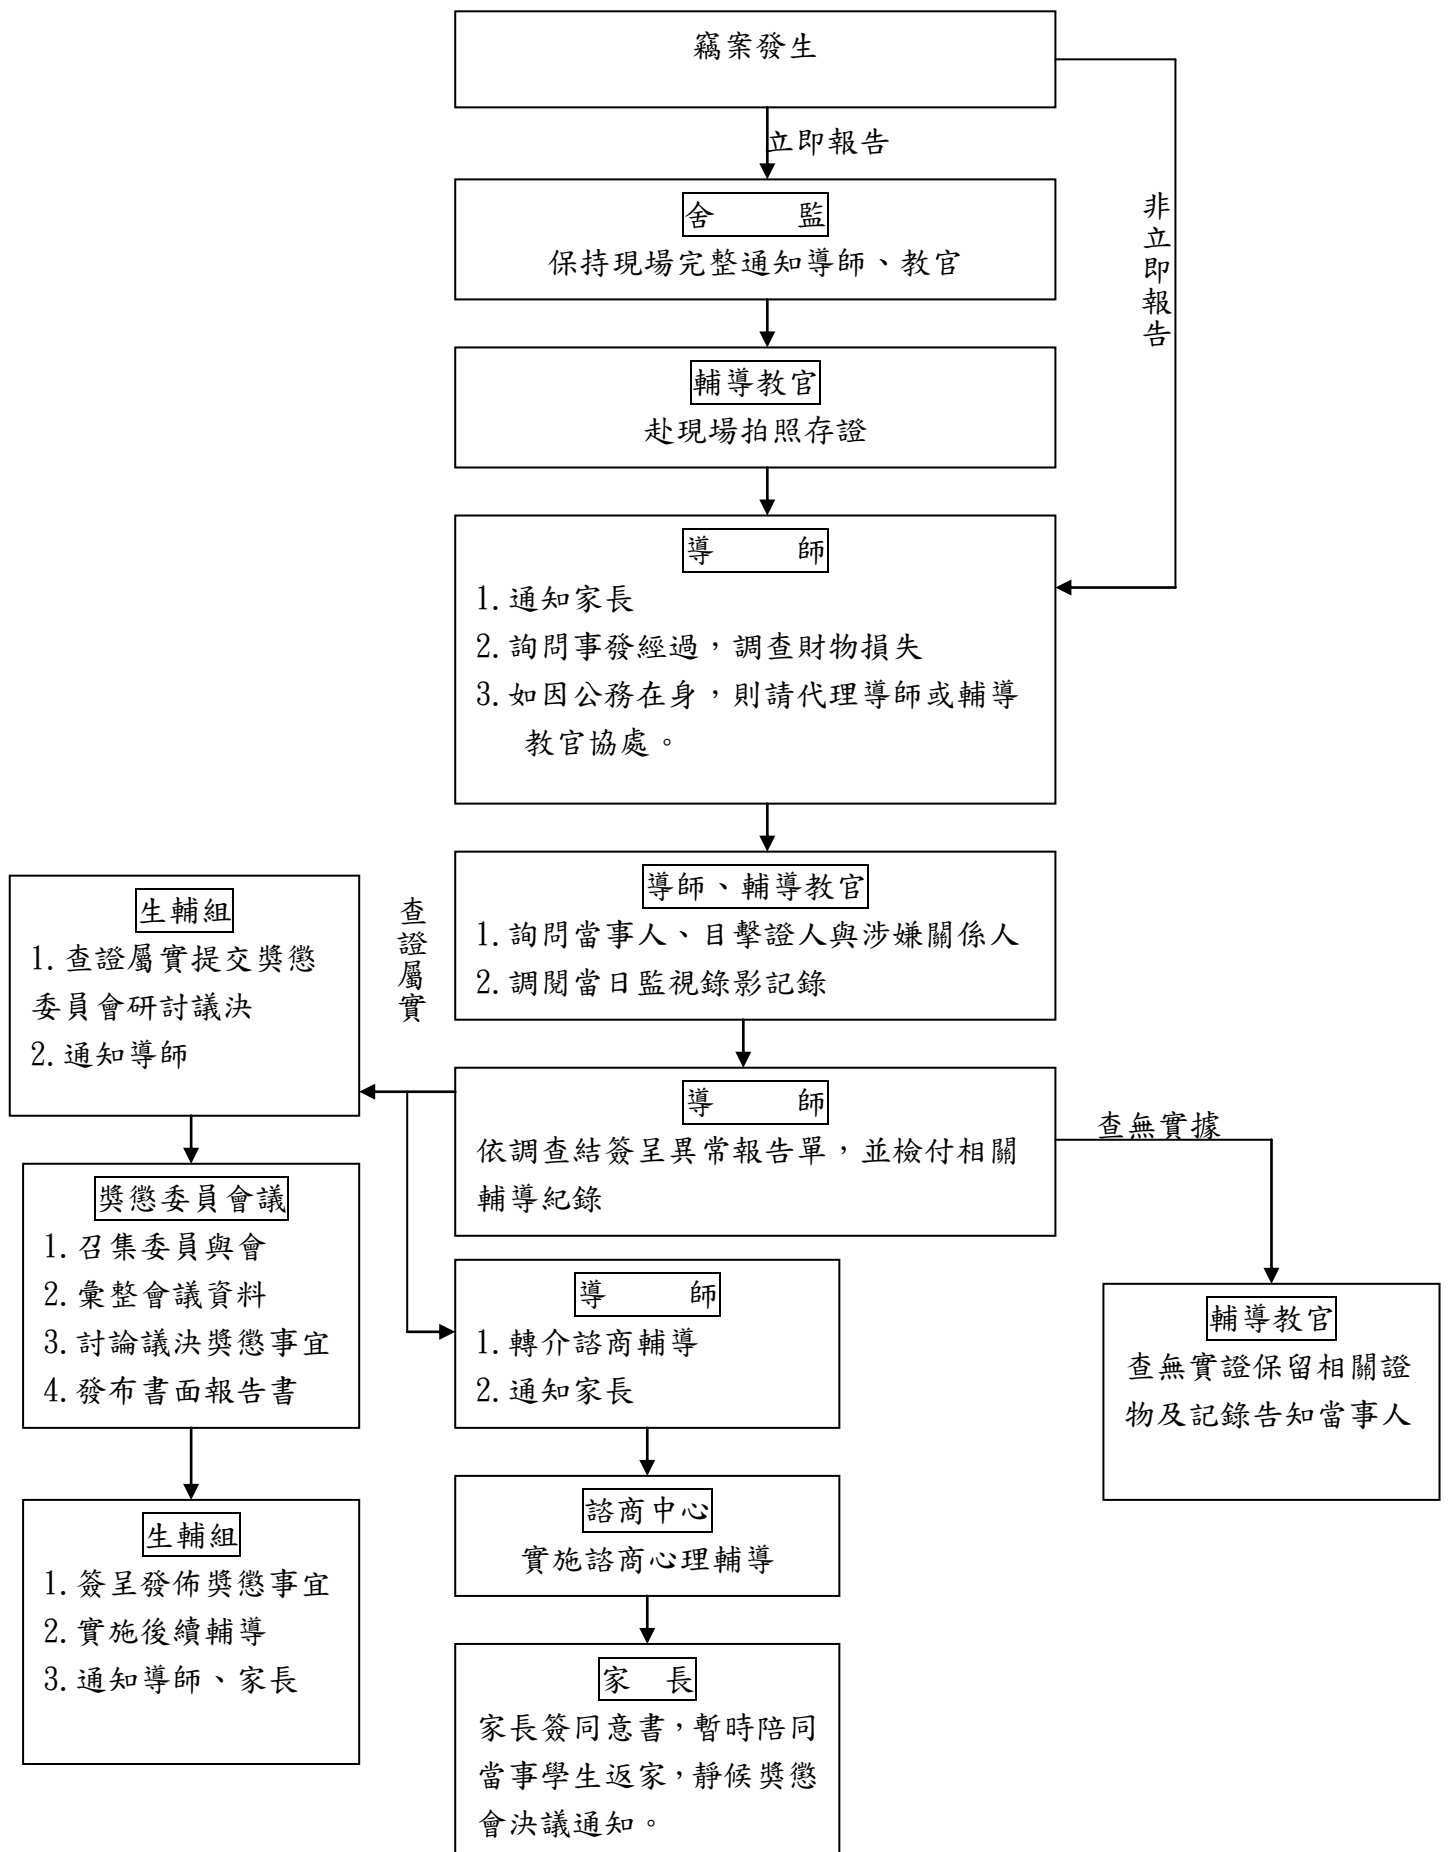 竊案發生
立即報告
非立即報告
舍監
保持現場完整通知導師、教官
輔導教官
赴現場拍照存證
導師
1.通知家長
2.詢問事發經過，調查財物損失
3.如因公務在身，則請代理導師或輔導
教官協處。
導師、輔導教官
1.詢問當事人、目擊證人與涉嫌關係人
2.調閱當日監視錄影記錄
查證屬實
生輔組
1.查證屬實提交獎懲
委員會研討議決
2.通知導師
導師
依調查結簽呈異常報告單，並檢付相關
輔導紀錄
查無實據
獎懲委員會議
1.召集委員與會
2.彙整會議資料
3.討論議決獎懲事宜
4.發布書面報告書
導師
1.轉介諮商輔導
2.通知家長
輔導教官
查無實證保留相關證
物及記錄告知當事人
諮商中心
實施諮商心理輔導
生輔組
1.簽呈發佈獎懲事宜
2.實施後續輔導
3.通知導師、家長
家長
家長簽同意書，暫時陪同
當事學生返家，靜候獎懲
會決議通知。